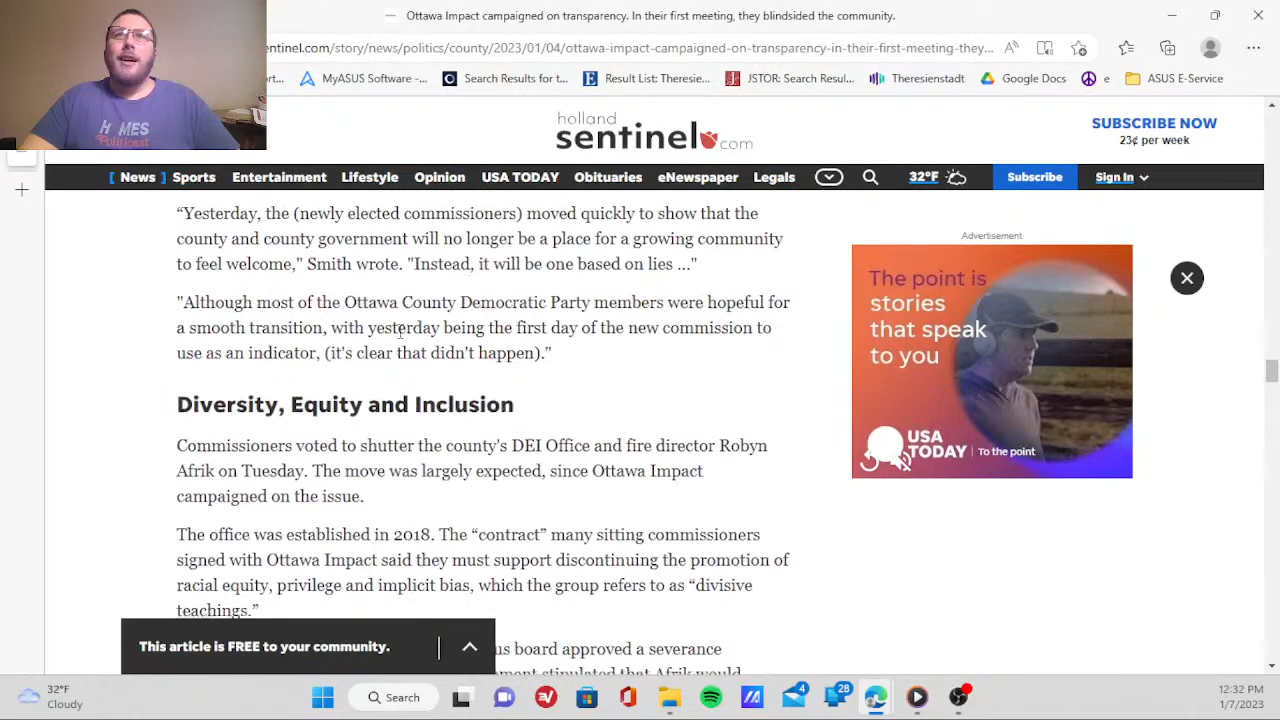 Ottawa Impact campaigned on transparency. In their first meeting, they blindsided the community.
entinel.com/story/news/politics/county/2023/01/04/ottawa-impact-campaigned-on-transparency-in-their-first-meeting-they...
ort... MyASUS Software -... Search Results for t... Result List: Theresie... JSTOR: Search Resul... Theresienstadt Google Docs e ASUS E-Service
holland
sentinel.com
SUBSCRIBE NOW
23¢ per week
[ News ] Sports Entertainment Lifestyle Opinion USA TODAY Obituaries eNewspaper Legals 32°F Subscribe Sign In
“Yesterday, the (newly elected commissioners) moved quickly to show that the
county and county government will no longer be a place for a growing community
to feel welcome," Smith wrote. "Instead, it will be one based on lies ..."
"Although most of the Ottawa County Democratic Party members were hopeful for
a smooth transition, with yesterday being the first day of the new commission to
use as an indicator, (it's clear that didn't happen)."
Diversity, Equity and Inclusion
Commissioners voted to shutter the county's DEI Office and fire director Robyn
Afrik on Tuesday. The move was largely expected, since Ottawa Impact
campaigned on the issue.
The office was established in 2018. The “contract” many sitting commissioners
signed with Ottawa Impact said they must support discontinuing the promotion of
racial equity, privilege and implicit bias, which the group refers to as “divisive
teachings.”
us board approved a severance
ment stipulated that Afrik would
This article is FREE to your community.
Advertisement
The point is
stories
that speak
to you
USA
TODAY
To the point
HOMES
Politicast
32°F
Cloudy
Search
4
28
12:32 PM
1/7/2023